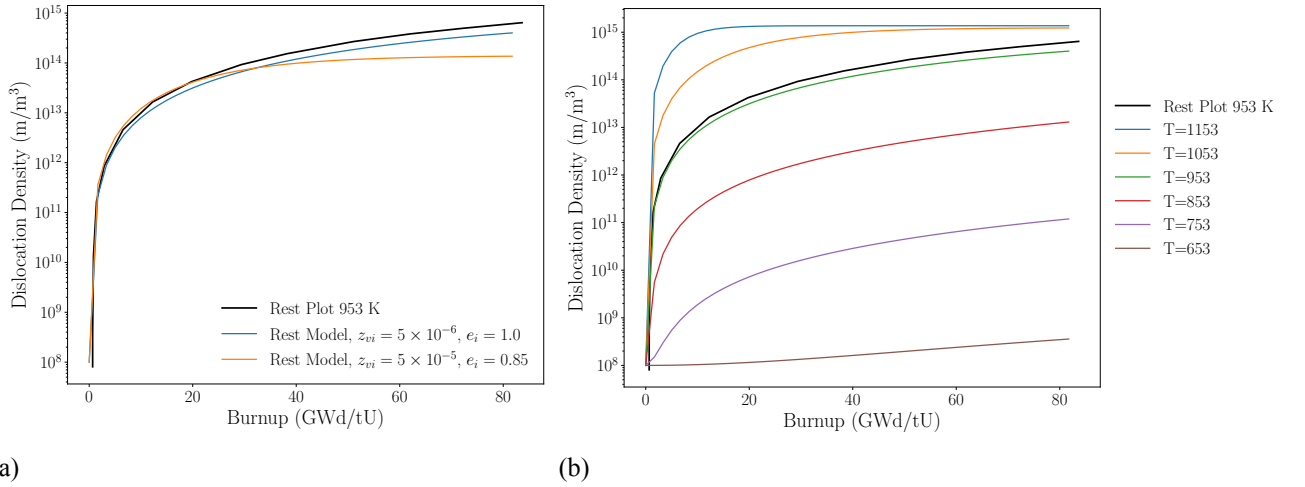 10^15
10^14
10^13
10^12
10^11
10^10
10^9
10^8
Dislocation Density (m/m^3)
Rest Plot 953 K
Rest Model, z_vi = 5 × 10^−6, e_i = 1.0
Rest Model, z_vi = 5 × 10^−5, e_i = 0.85
0 20 40 60 80
Burnup (GWd/tU)
a)
10^15
10^14
10^13
10^12
10^11
10^10
10^9
10^8
Dislocation Density (m/m^3)
0 20 40 60 80
Burnup (GWd/tU)
Rest Plot 953 K
T=1153
T=1053
T=953
T=853
T=753
T=653
(b)